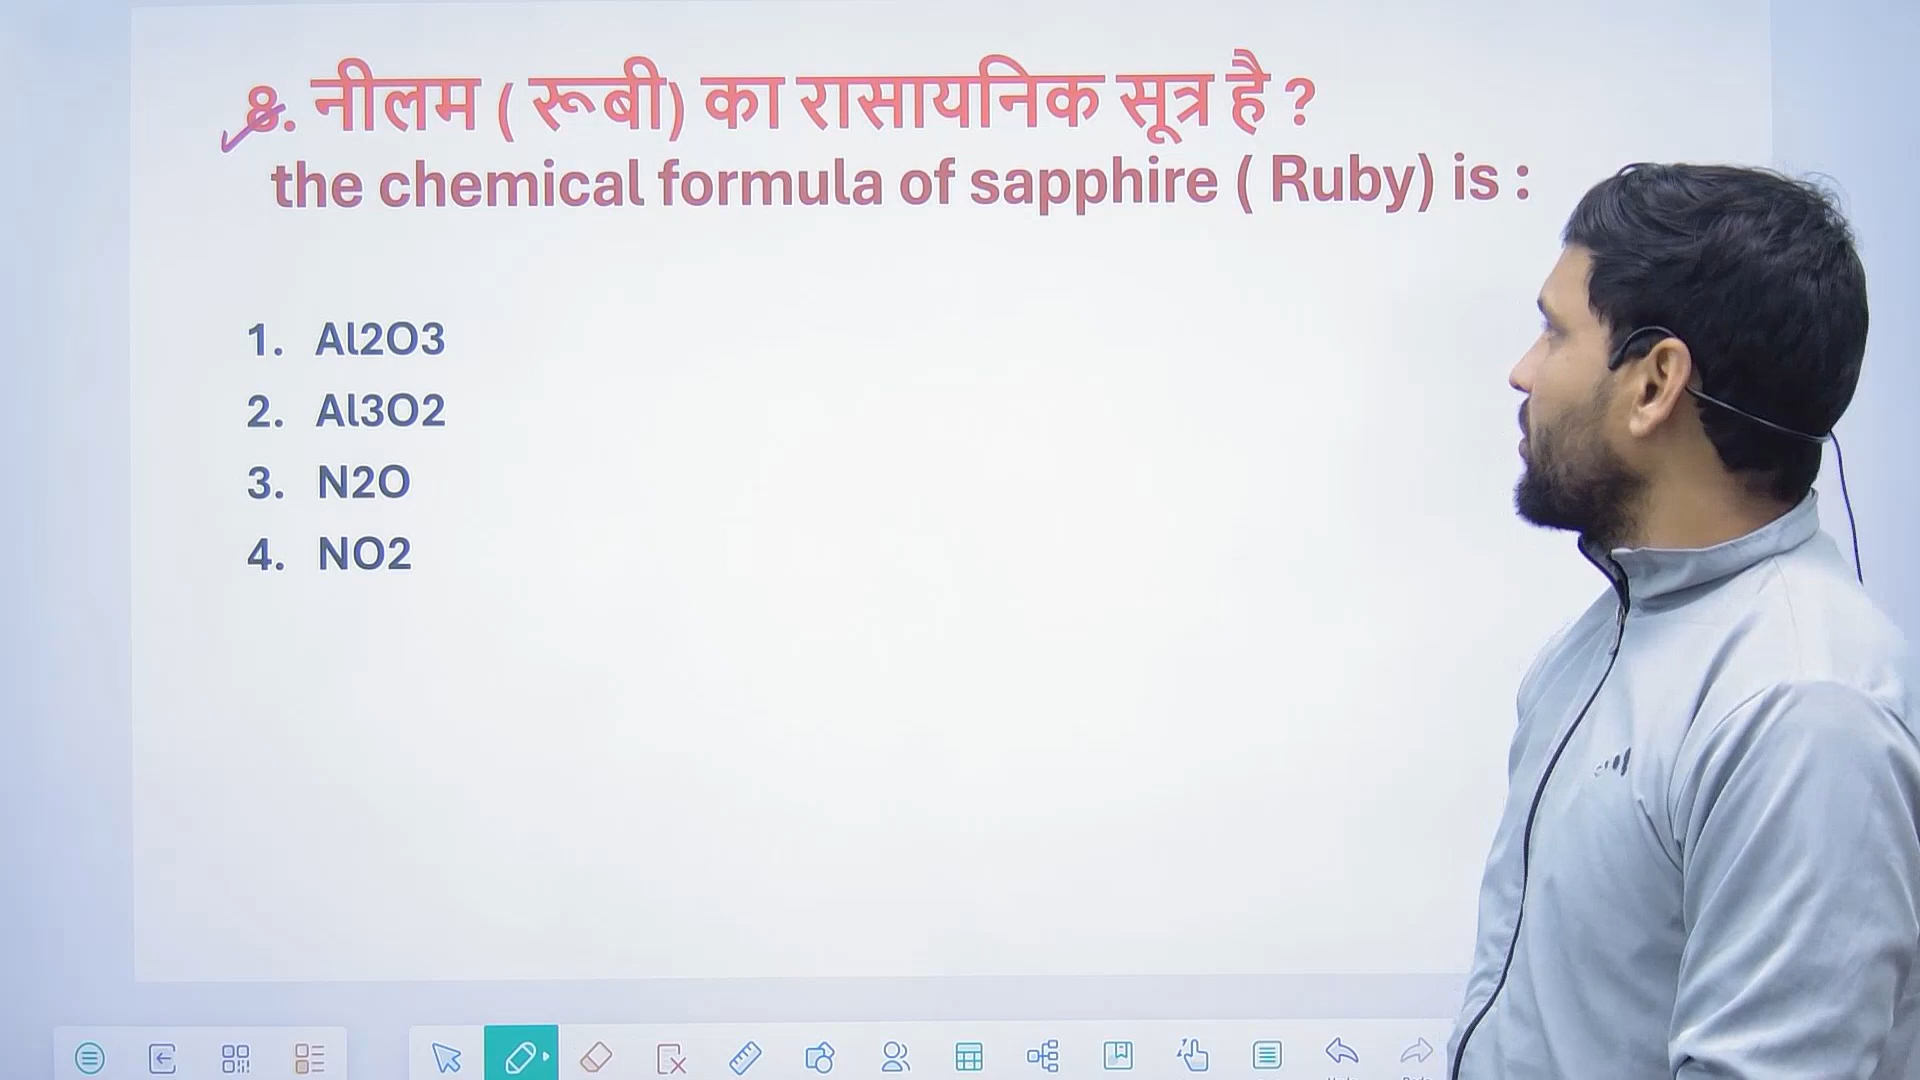 8. नीलम ( रूबी) का रासायनिक सूत्र है ?
the chemical formula of sapphire ( Ruby) is :
1. Al2O3
2. Al3O2
3. N2O
4. NO2